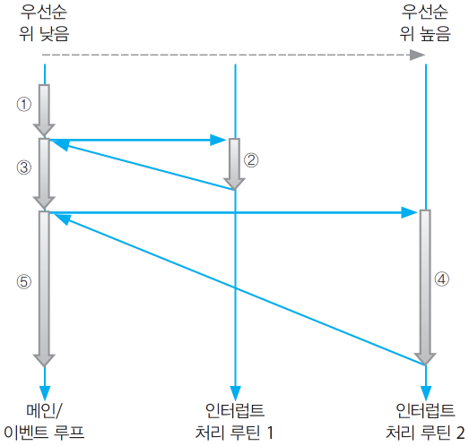 우선순
위 낮음
우선순
위 높음
①
②
③
④
⑤
메인/
이벤트 루프
인터럽트
처리 루틴 1
인터럽트
처리 루틴 2